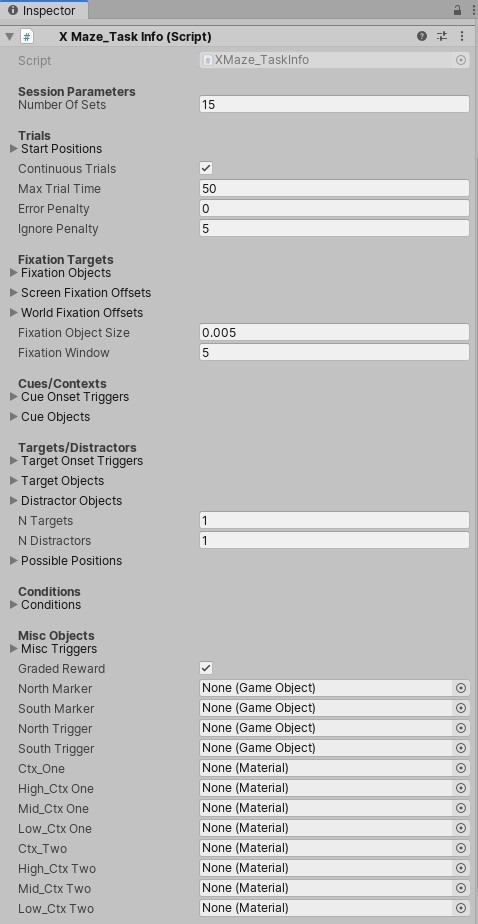 Inspector
# X Maze_Task Info (Script)
Script # XMaze_TaskInfo
Session Parameters
Number Of Sets 15
Trials
Start Positions
Continuous Trials
Max Trial Time 50
Error Penalty 0
Ignore Penalty 5
Fixation Targets
Fixation Objects
Screen Fixation Offsets
World Fixation Offsets
Fixation Object Size 0.005
Fixation Window 5
Cues/Contexts
Cue Onset Triggers
Cue Objects
Targets/Distractors
Target Onset Triggers
Target Objects
Distractor Objects
N Targets 1
N Distractors 1
Possible Positions
Conditions
Conditions
Misc Objects
Misc Triggers
Graded Reward
North Marker None (Game Object)
South Marker None (Game Object)
North Trigger None (Game Object)
South Trigger None (Game Object)
Ctx_One None (Material)
High_Ctx One None (Material)
Mid_Ctx One None (Material)
Low_Ctx One None (Material)
Ctx_Two None (Material)
High_Ctx Two None (Material)
Mid_Ctx Two None (Material)
Low_Ctx Two None (Material)